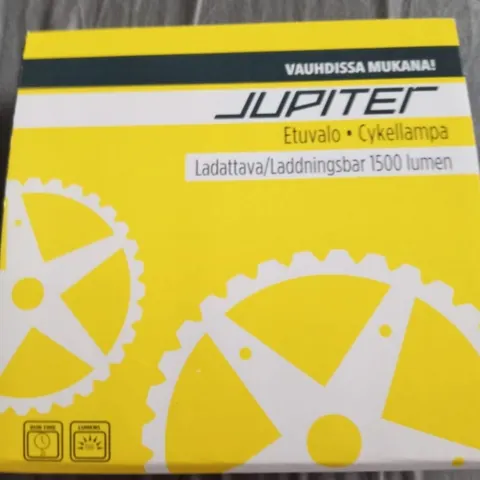 VAUHDISSA MUKANA!
JUPITER
Etuvalo • Cykellampa
Ladattava/Laddningsbar 1500 lumen
RUN TIME
LUMENS